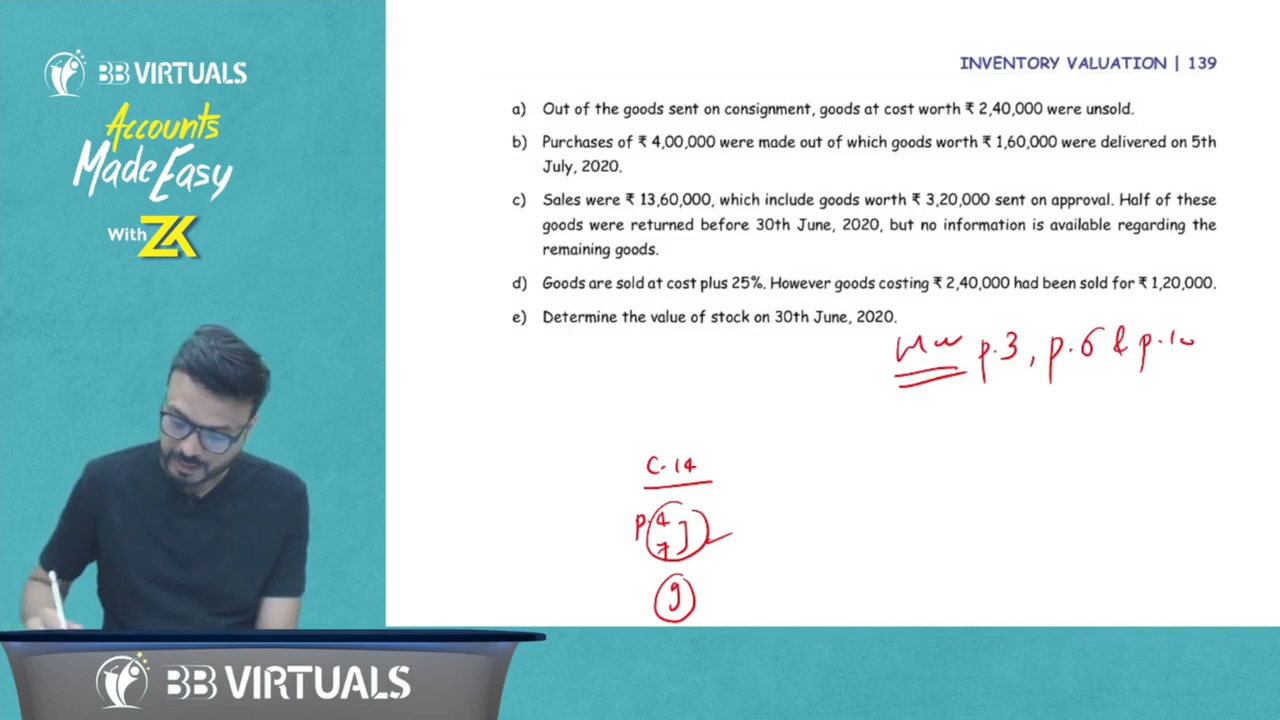 BB VIRTUALS
Accounts
Made Easy
With ZK
INVENTORY VALUATION | 139
a) Out of the goods sent on consignment, goods at cost worth ₹ 2,40,000 were unsold.
b) Purchases of ₹ 4,00,000 were made out of which goods worth ₹ 1,60,000 were delivered on 5th
July, 2020.
c) Sales were ₹ 13,60,000, which include goods worth ₹ 3,20,000 sent on approval. Half of these
goods were returned before 30th June, 2020, but no information is available regarding the
remaining goods.
d) Goods are sold at cost plus 25%. However goods costing ₹ 2,40,000 had been sold for ₹ 1,20,000.
e) Determine the value of stock on 30th June, 2020.
p.3, p.6 & p.10
C.14
p.4
7
9
BB VIRTUALS